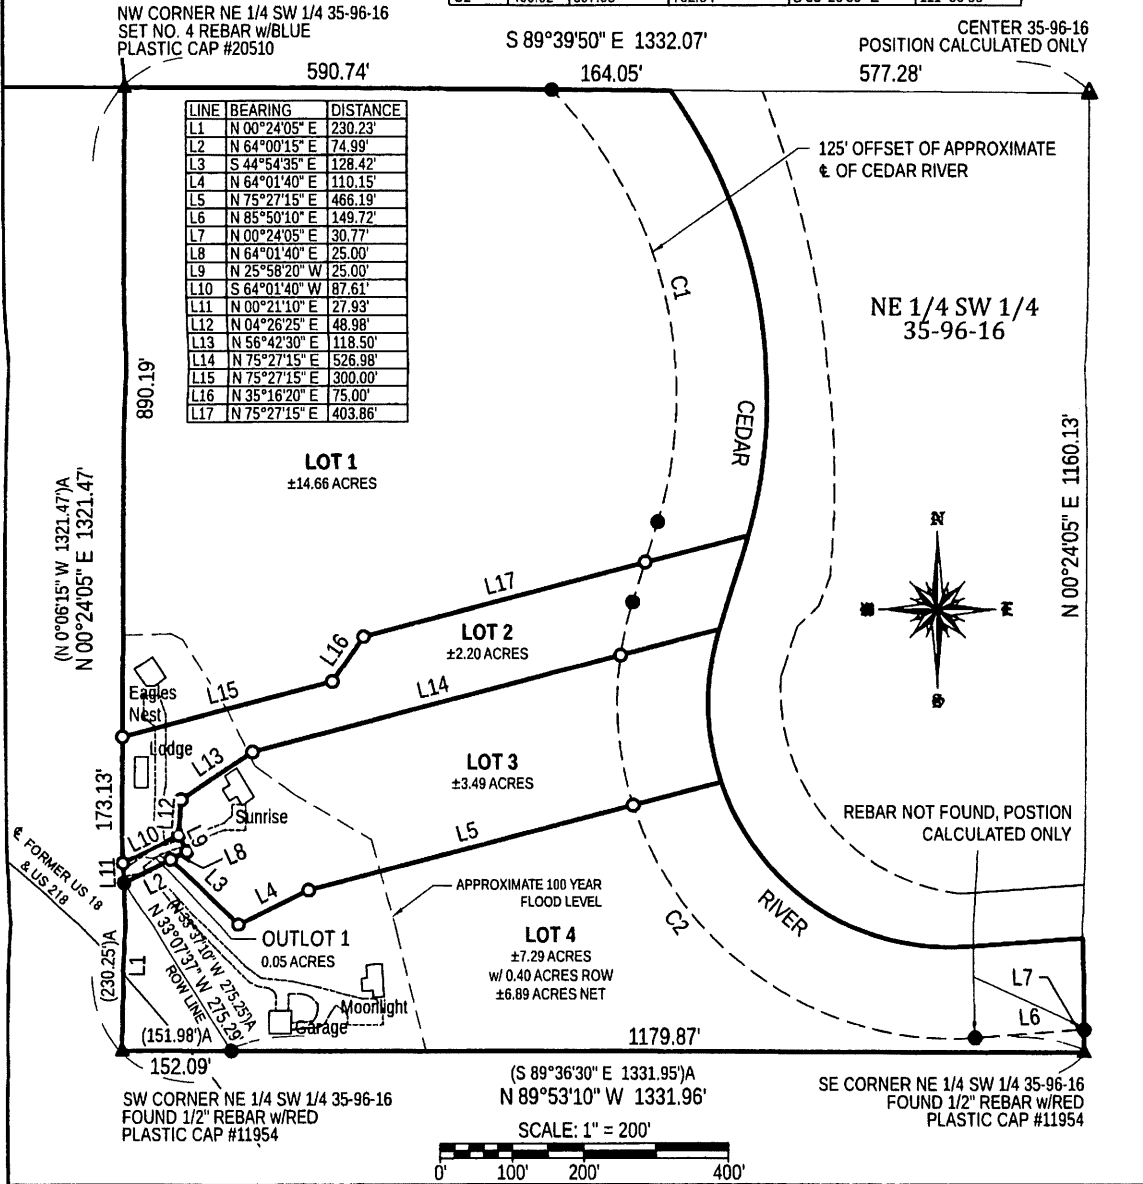 NW CORNER NE 1/4 SW 1/4 35-96-16
SET NO. 4 REBAR w/BLUE
PLASTIC CAP #20510
S 89°39'50" E 1332.07'
CENTER 35-96-16
POSITION CALCULATED ONLY
590.74'
164.05'
577.28'
LINE BEARING DISTANCE
L1 N 00°24'05" E 230.23'
L2 N 64°00'15" E 74.99'
L3 S 44°54'35" E 128.42'
L4 N 64°01'40" E 110.15'
L5 N 75°27'15" E 466.19'
L6 N 85°50'10" E 149.72'
L7 N 00°24'05" E 30.77'
L8 N 64°01'40" E 25.00'
L9 N 25°58'20" W 25.00'
L10 S 64°01'40" W 87.61'
L11 N 00°21'10" E 27.93'
L12 N 04°26'25" E 48.98'
L13 N 56°42'30" E 118.50'
L14 N 75°27'15" E 526.98'
L15 N 75°27'15" E 300.00'
L16 N 35°16'20" E 75.00'
L17 N 75°27'15" E 403.86'
125' OFFSET OF APPROXIMATE
℄ OF CEDAR RIVER
C1
NE 1/4 SW 1/4
35-96-16
890.19'
CEDAR
LOT 1
±14.66 ACRES
(N 0°06'15" W 1321.47')A
N 00°24'05" E 1321.47'
N 00°24'05" E 1160.13'
N
E
S
L17
L16
LOT 2
±2.20 ACRES
L15
L14
Eagles
Nest
Lodge
L13
LOT 3
±3.49 ACRES
173.13'
L12
Sunrise
L10
L9
L8
L5
REBAR NOT FOUND, POSTION
CALCULATED ONLY
℄ FORMER US 18
& US 218
L11
L2
L3
L4
APPROXIMATE 100 YEAR
FLOOD LEVEL
RIVER
C2
OUTLOT 1
0.05 ACRES
LOT 4
±7.29 ACRES
w/ 0.40 ACRES ROW
±6.89 ACRES NET
(230.25')A
L1
(N 33°37'10" W 275.25')A
N 33°07'37" W 275.29'
ROW LINE
Moonlight
Garage
L7
L6
(151.98')A
152.09'
1179.87'
(S 89°36'30" E 1331.95')A
N 89°53'10" W 1331.96'
SW CORNER NE 1/4 SW 1/4 35-96-16
FOUND 1/2" REBAR w/RED
PLASTIC CAP #11954
SE CORNER NE 1/4 SW 1/4 35-96-16
FOUND 1/2" REBAR w/RED
PLASTIC CAP #11954
SCALE: 1" = 200'
0' 100' 200' 400'